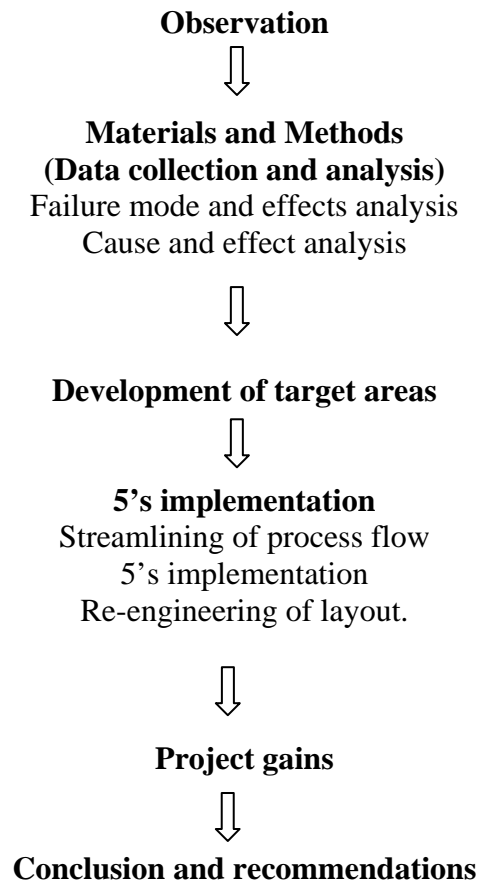 Observation
Materials and Methods
(Data collection and analysis)
Failure mode and effects analysis
Cause and effect analysis
Development of target areas
5’s implementation
Streamlining of process flow
5’s implementation
Re-engineering of layout.
Project gains
Conclusion and recommendations